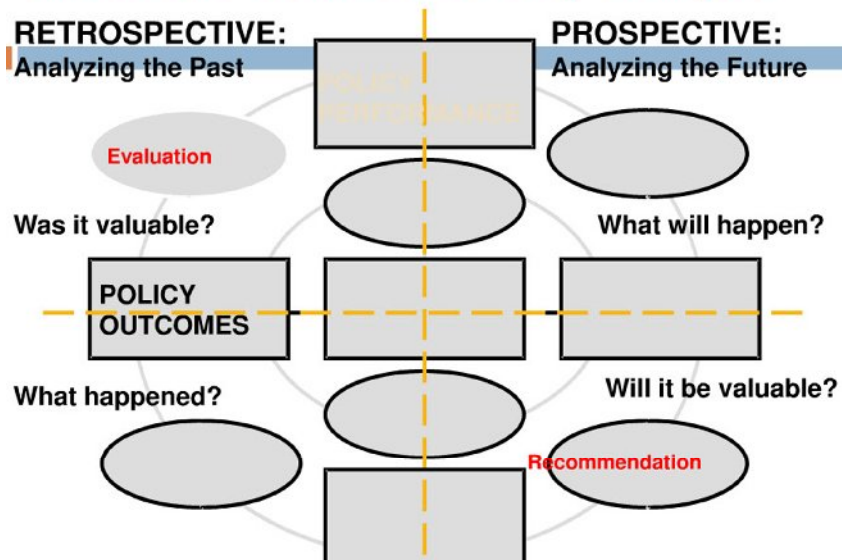 RETROSPECTIVE:
Analyzing the Past
PROSPECTIVE:
Analyzing the Future
POLICY
PERFORMANCE
Evaluation
Was it valuable?
What will happen?
POLICY
OUTCOMES
What happened?
Will it be valuable?
Recommendation